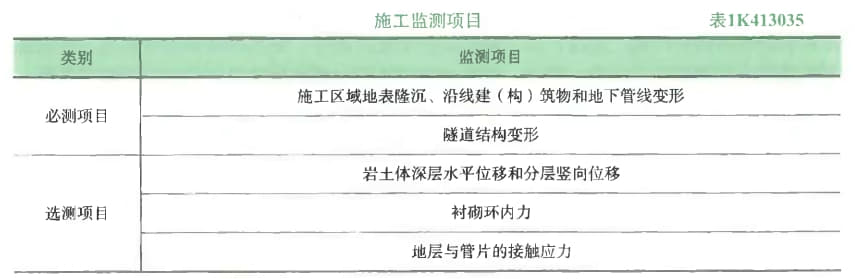 施工监测项目 表1K413035
类别 监测项目
必测项目
施工区域地表隆沉、沿线建（构）筑物和地下管线变形
隧道结构变形
选测项目
岩土体深层水平位移和分层竖向位移
衬砌环内力
地层与管片的接触应力